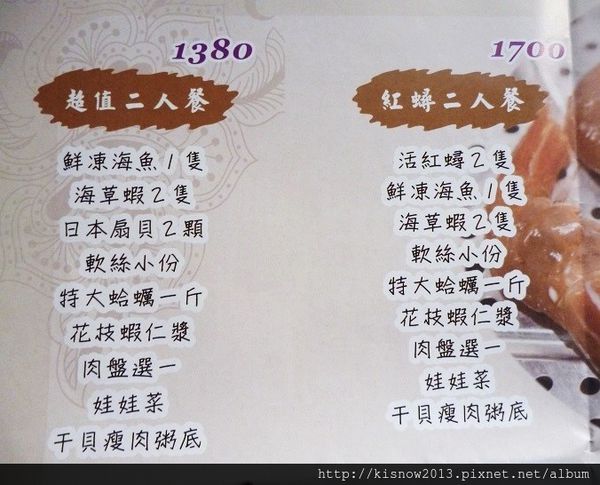 1380
超值二人餐
鮮凍海魚1隻
海草蝦2隻
日本扇貝2顆
軟絲小份
特大蛤蠣一斤
花枝蝦仁漿
肉盤選一
娃娃菜
干貝瘦肉粥底
1700
紅蟳二人餐
活紅蟳2隻
鮮凍海魚1隻
海草蝦2隻
軟絲小份
特大蛤蠣一斤
花枝蝦仁漿
肉盤選一
娃娃菜
干貝瘦肉粥底
http://kisnow2013.pixnet.net/album